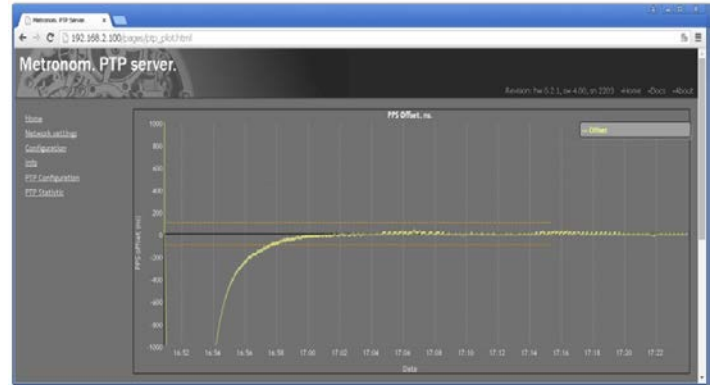 Metronom. PTP Server.
192.168.2.100/pages/ptp_plot.html
Metronom. PTP server.
Revision: hw 5.2.1, sw 4.00, sn 2203 Home Docs About
Home
Network settings
Configuration
Info
PTP Configuration
PTP Statistic
PPS Offset, ns.
Offset
PPS Offset (ns)
1000
800
600
400
200
0
-200
-400
-600
-800
-1000
16:52 16:54 16:56 16:58 17:00 17:02 17:04 17:06 17:08 17:10 17:12 17:14 17:16 17:18 17:20 17:22
Date